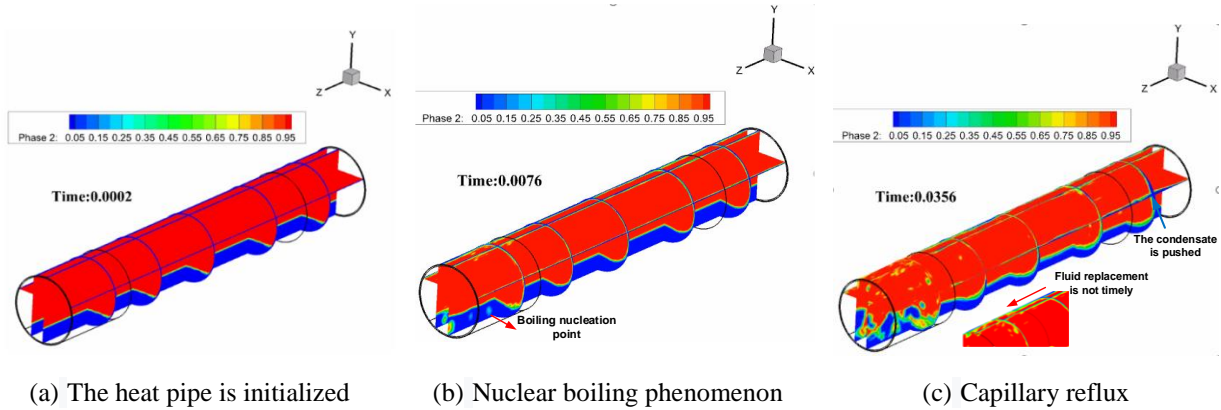 Y
Z
X
Phase 2: 0.05 0.15 0.25 0.35 0.45 0.55 0.65 0.75 0.85 0.95
Time:0.0002
(a) The heat pipe is initialized
Y
Z
X
Phase 2: 0.05 0.15 0.25 0.35 0.45 0.55 0.65 0.75 0.85 0.95
Time:0.0076
Boiling nucleation
point
(b) Nuclear boiling phenomenon
Y
Z
X
Phase 2: 0.05 0.15 0.25 0.35 0.45 0.55 0.65 0.75 0.85 0.95
Time:0.0356
The condensate
is pushed
Fluid replacement
is not timely
(c) Capillary reflux